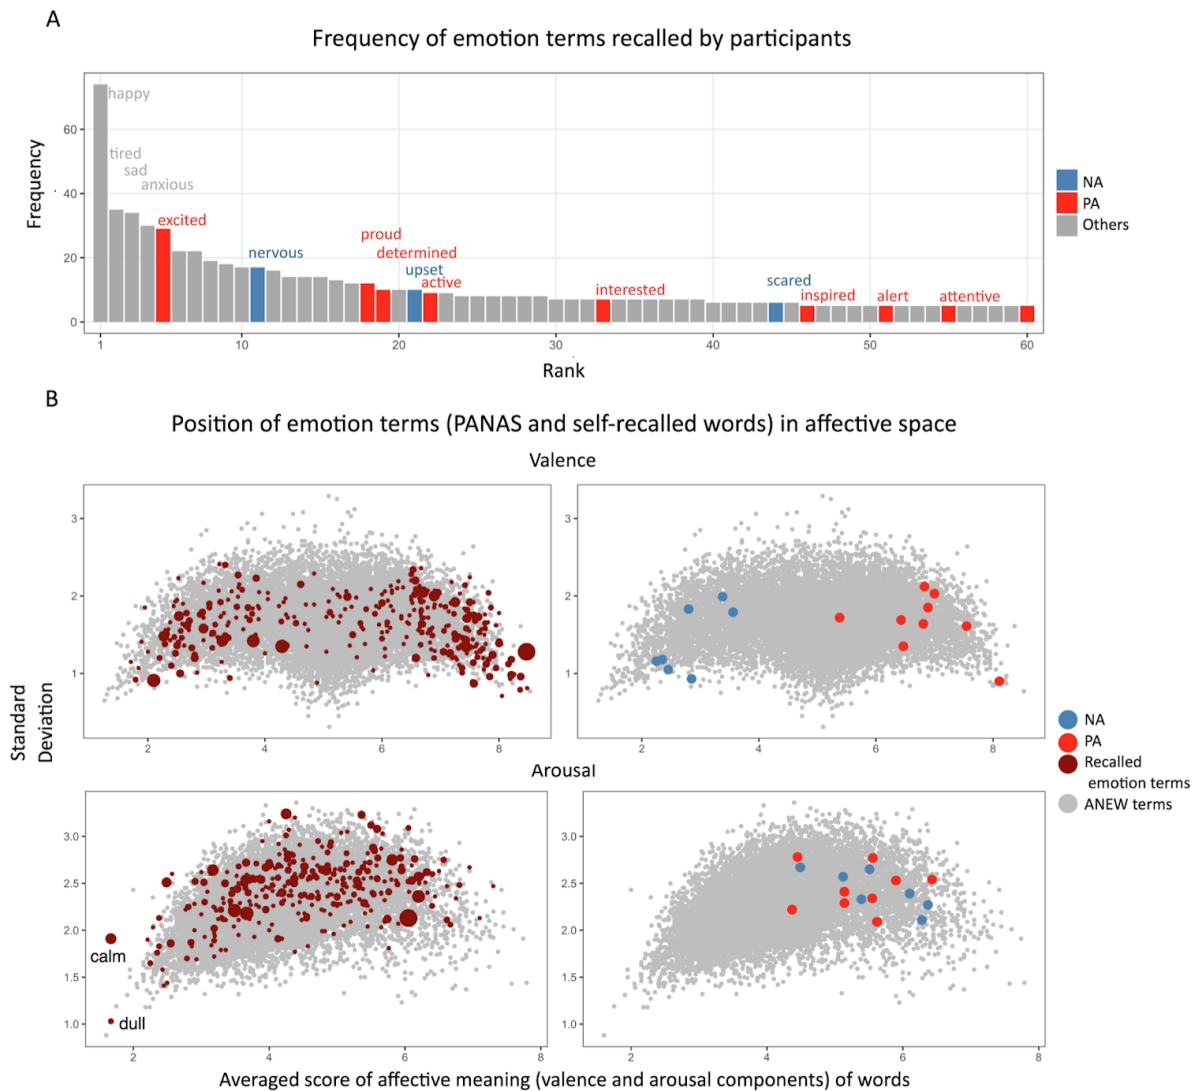 A
Frequency of emotion terms recalled by participants
Frequency
60
40
20
0
happy
tired
sad
anxious
excited
nervous
proud
determined
upset
active
interested
scared
inspired
alert
attentive
NA
PA
Others
1
10
20
30
40
50
60
Rank
B
Position of emotion terms (PANAS and self-recalled words) in affective space
Valence
3
2
1
2
4
6
8
3
2
1
2
4
6
8
Standard
Deviation
NA
PA
Recalled
emotion terms
ANEW terms
Arousal
3.0
2.5
2.0
1.5
1.0
calm
dull
2
4
6
8
3.0
2.5
2.0
1.5
1.0
2
4
6
8
Averaged score of affective meaning (valence and arousal components) of words